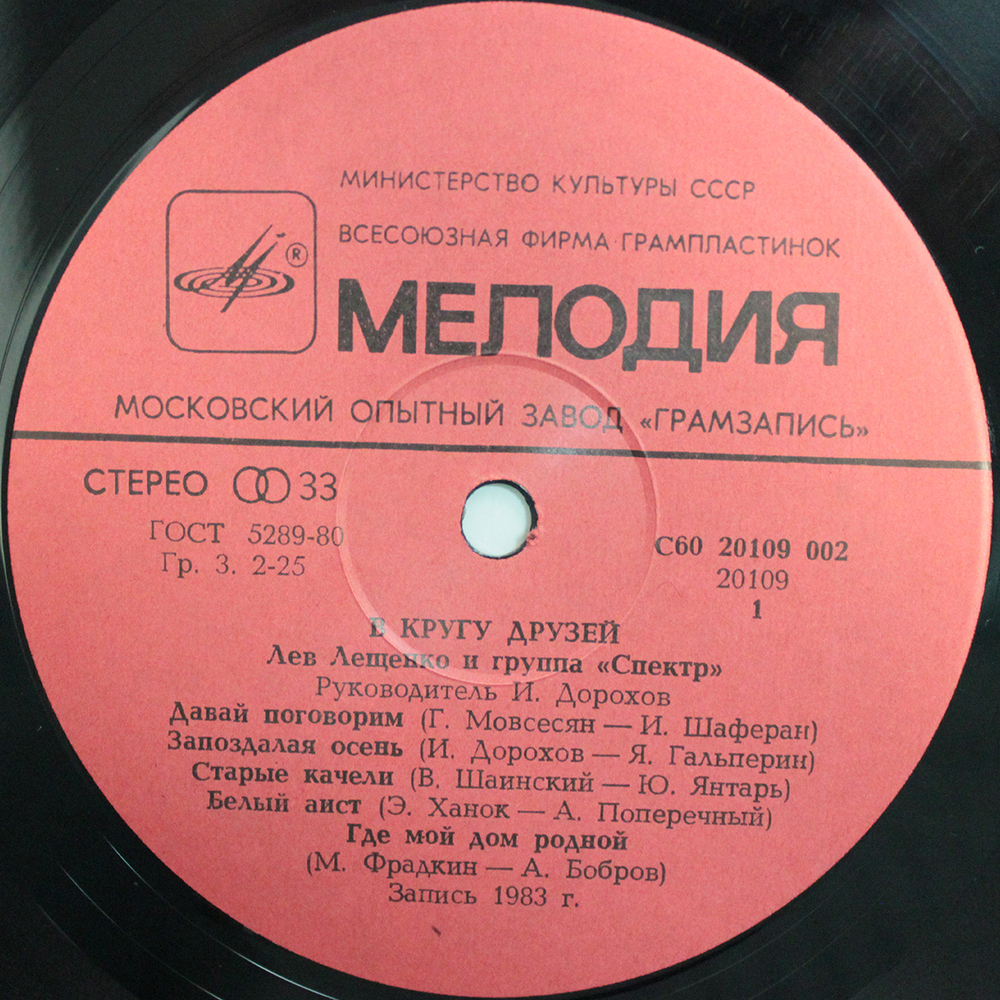 МИНИСТЕРСТВО КУЛЬТУРЫ СССР
ВСЕСОЮЗНАЯ ФИРМА ГРАМПЛАСТИНОК
®
МЕЛОДИЯ
МОСКОВСКИЙ ОПЫТНЫЙ ЗАВОД «ГРАМЗАПИСЬ»
СТЕРЕО 33
ГОСТ 5289-80
Гр. 3. 2-25
С60 20109 002
20109
1
В КРУГУ ДРУЗЕЙ
Лев Лещенко и группа «Спектр»
Руководитель И. Дорохов
Давай поговорим (Г. Мовсесян — И. Шаферан)
Запоздалая осень (И. Дорохов — Я. Гальперин)
Старые качели (В. Шаинский — Ю. Янтарь)
Белый аист (Э. Ханок — А. Поперечный)
Где мой дом родной
(М. Фрадкин — А. Бобров)
Запись 1983 г.